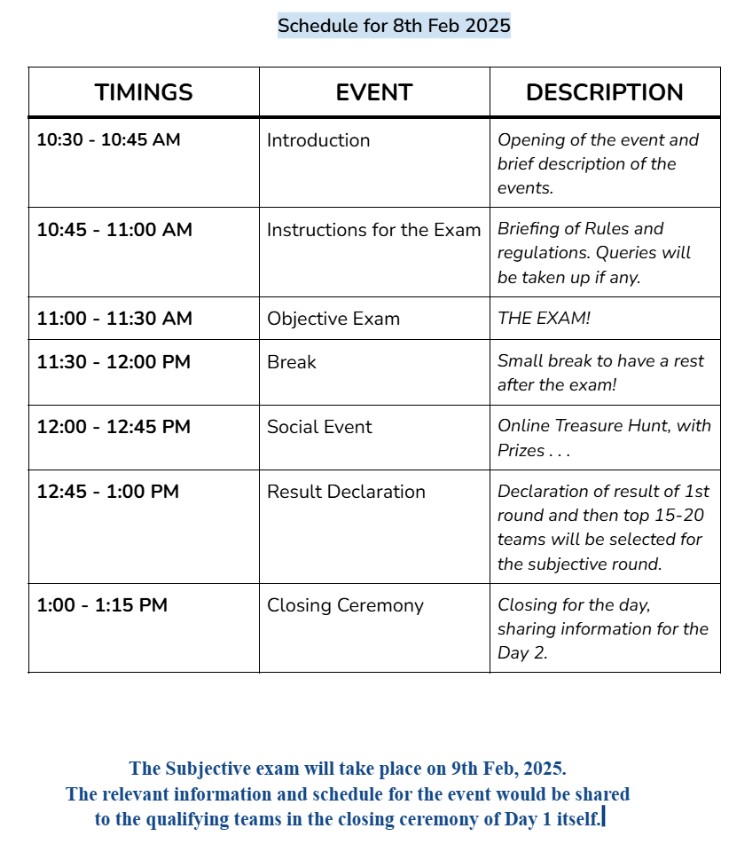 Schedule for 8th Feb 2025
TIMINGS EVENT DESCRIPTION
10:30 - 10:45 AM Introduction Opening of the event and
brief description of the
events.
10:45 - 11:00 AM Instructions for the Exam Briefing of Rules and
regulations. Queries will
be taken up if any.
11:00 - 11:30 AM Objective Exam THE EXAM!
11:30 - 12:00 PM Break Small break to have a rest
after the exam!
12:00 - 12:45 PM Social Event Online Treasure Hunt, with
Prizes . . .
12:45 - 1:00 PM Result Declaration Declaration of result of 1st
round and then top 15-20
teams will be selected for
the subjective round.
1:00 - 1:15 PM Closing Ceremony Closing for the day,
sharing information for the
Day 2.
The Subjective exam will take place on 9th Feb, 2025.
The relevant information and schedule for the event would be shared
to the qualifying teams in the closing ceremony of Day 1 itself.